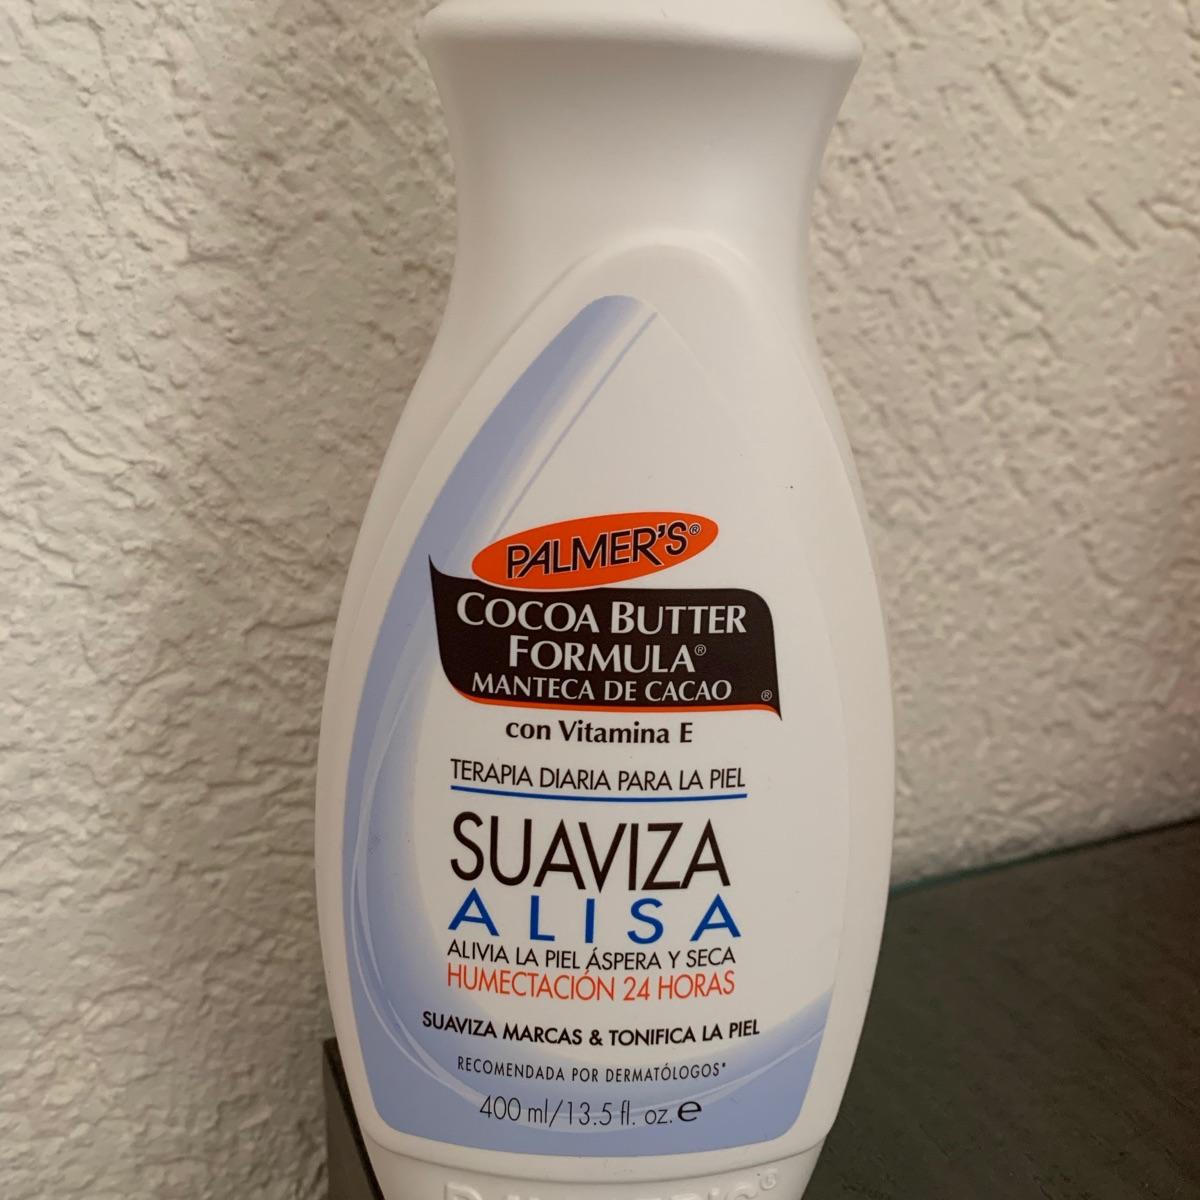 PALMER'S®
COCOA BUTTER
FORMULA®
MANTECA DE CACAO ®
con Vitamina E
TERAPIA DIARIA PARA LA PIEL
SUAVIZA
ALISA
ALIVIA LA PIEL ÁSPERA Y SECA
HUMECTACIÓN 24 HORAS
SUAVIZA MARCAS & TONIFICA LA PIEL
RECOMENDADA POR DERMATÓLOGOS*
400 ml/13.5 fl. oz. e